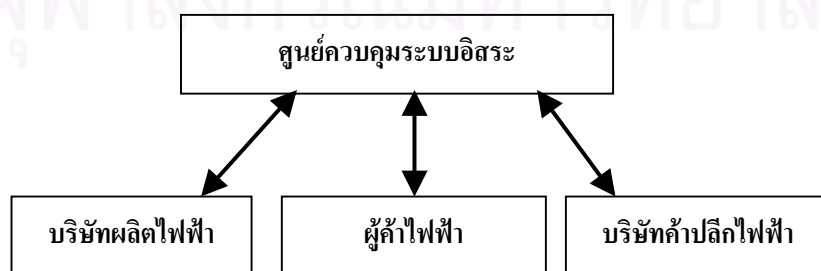 ศูนย์ควบคุมระบบอิสระ
บริษัทผลิตไฟฟ้า
ผู้ค้าไฟฟ้า
บริษัทค้าปลีกไฟฟ้า